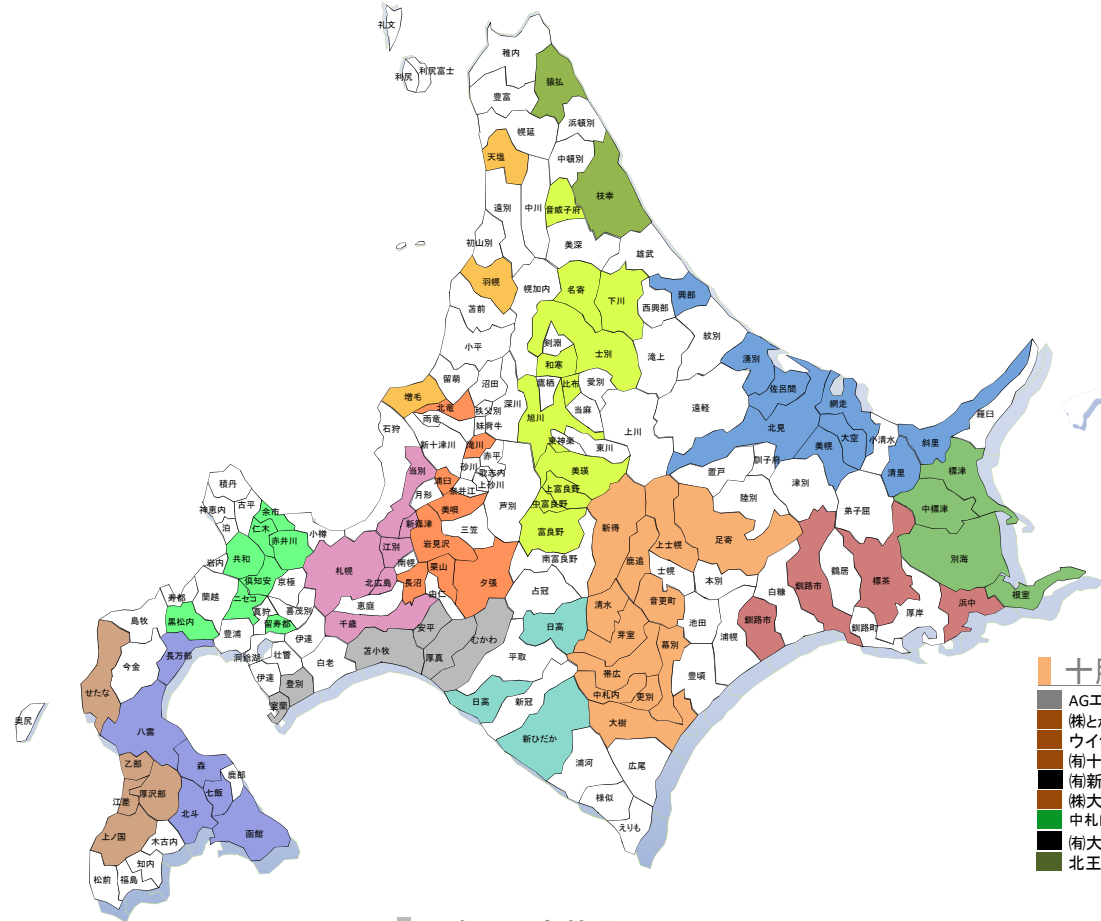 礼文
稚内
利尻
利尻富士
猿払
豊富
浜頓別
幌延
天塩
中頓別
枝幸
遠別
中川
音威子府
初山別
美深
雄武
羽幌
幌加内
名寄
下川
興部
西興部
苫前
紋別
小平
剣淵
士別
滝上
湧別
和寒
留萌
沼田
鷹栖
比布
愛別
佐呂間
増毛
北竜
秩父別
深川
旭川
当麻
遠軽
網走
羅臼
雨竜
妹背牛
石狩
上川
北見
大空
小清水
斜里
新十津川
滝川
東神楽
東川
美幌
赤平
訓子府
当別
砂川
歌志内
美瑛
置戸
津別
清里
標津
積丹
浦臼
奈井江
上砂川
上富良野
月形
中富良野
陸別
古平
神恵内
余市
美唄
芦別
弟子屈
中標津
泊
仁木
新篠津
三笠
富良野
新得
小樽
赤井川
江別
岩見沢
上士幌
足寄
共和
岩内
南幌
栗山
南富良野
鹿追
別海
札幌
士幌
鶴居
標茶
倶知安
京極
北広島
長沼
夕張
本別
釧路市
蘭越
ニセコ
由仁
占冠
白糠
根室
寿都
恵庭
清水
音更町
浜中
真狩
喜茂別
厚岸
島牧
黒松内
留寿都
千歳
安平
日高
池田
釧路市
釧路町
豊浦
伊達
むかわ
芽室
浦幌
長万部
洞爺湖
壮瞥
苫小牧
厚真
平取
幕別
今金
白老
伊達
帯広
豊頃
せたな
登別
中札内
更別
奥尻
室蘭
日高
新冠
大樹
八雲
新ひだか
乙部
森
鹿部
浦河
広尾
江差
厚沢部
七飯
様似
北斗
えりも
上ノ国
木古内
函館
知内
松前
福島
AGエ
㈱と
ウイ
㈲十
㈲新
㈱大
中札
㈲大
北王